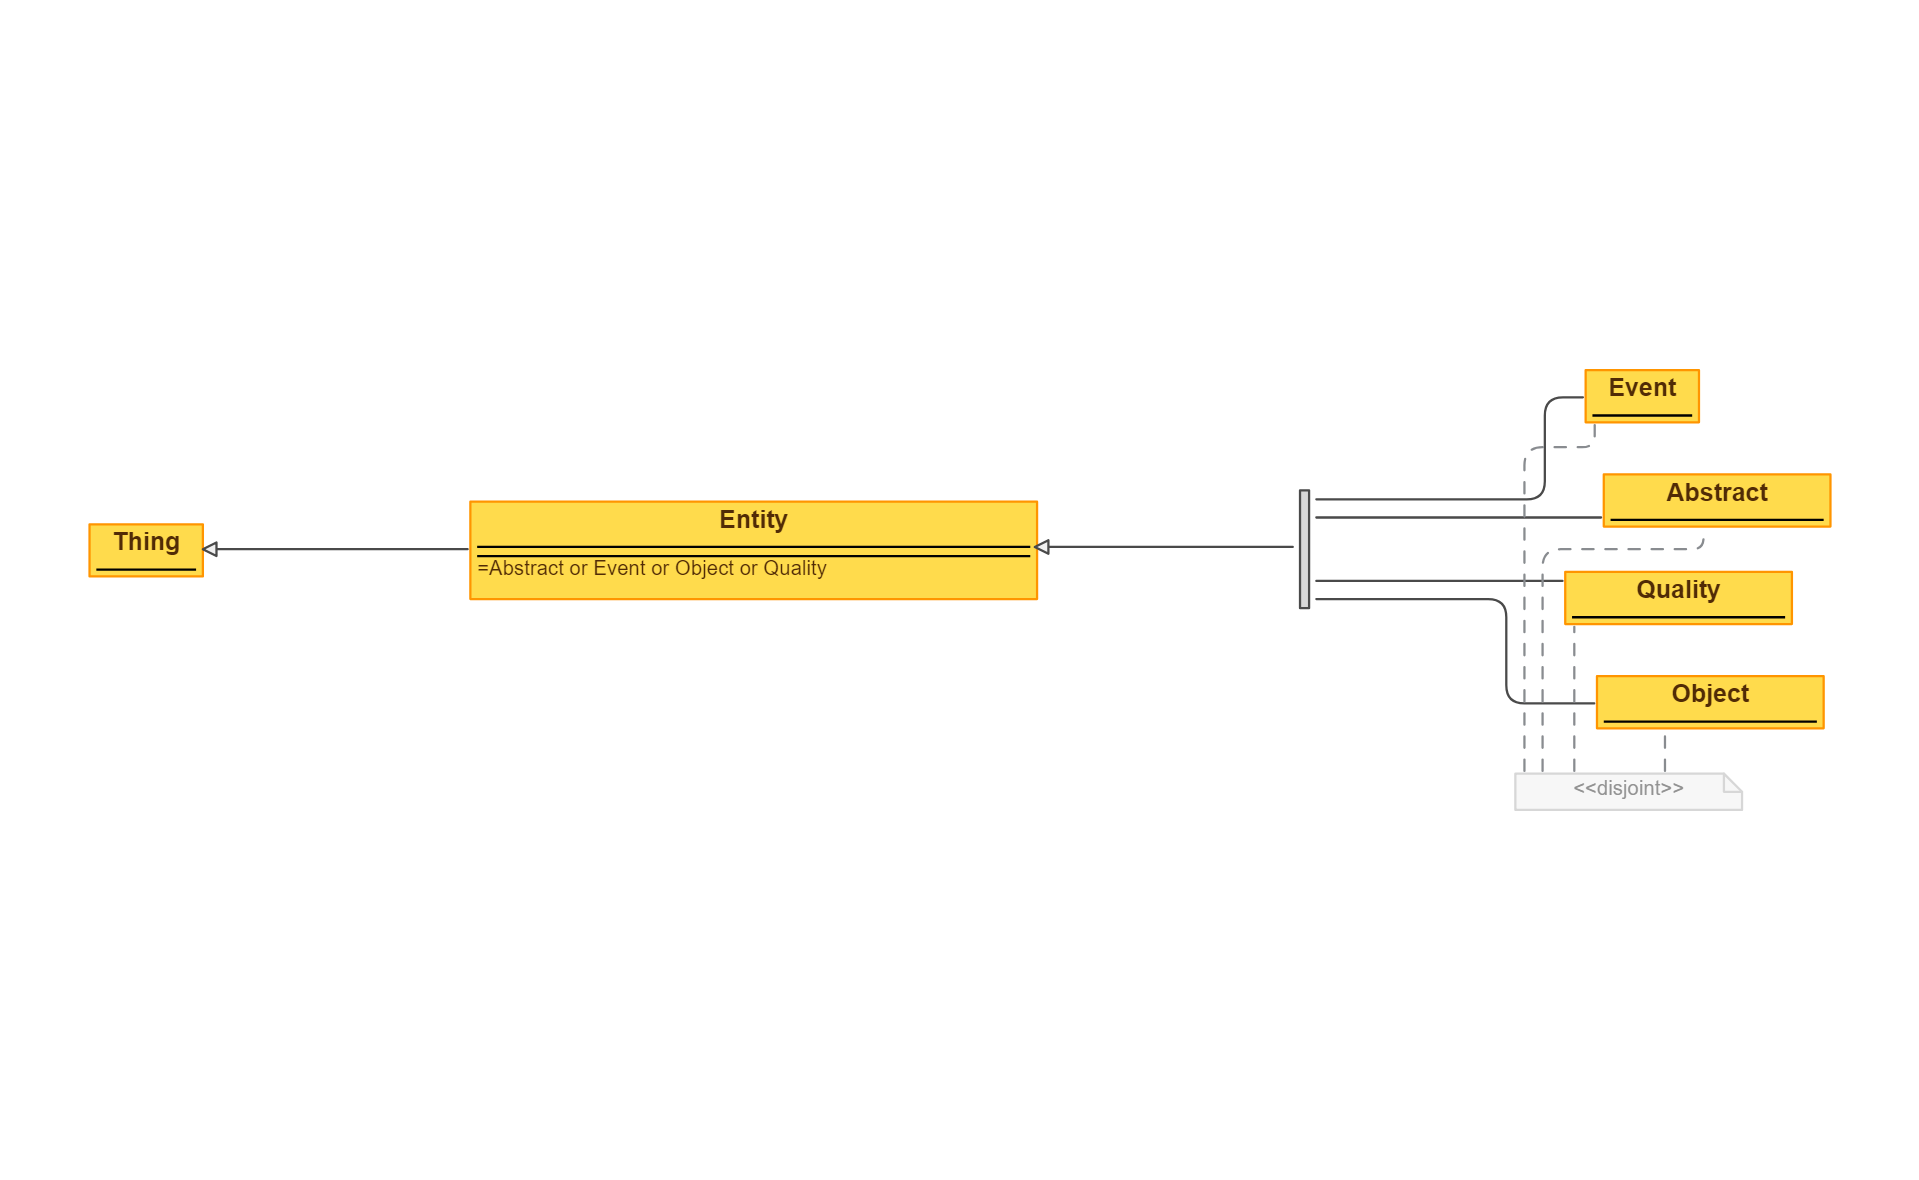 Thing
Entity
=Abstract or Event or Object or Quality
Event
Abstract
Quality
Object
<<disjoint>>